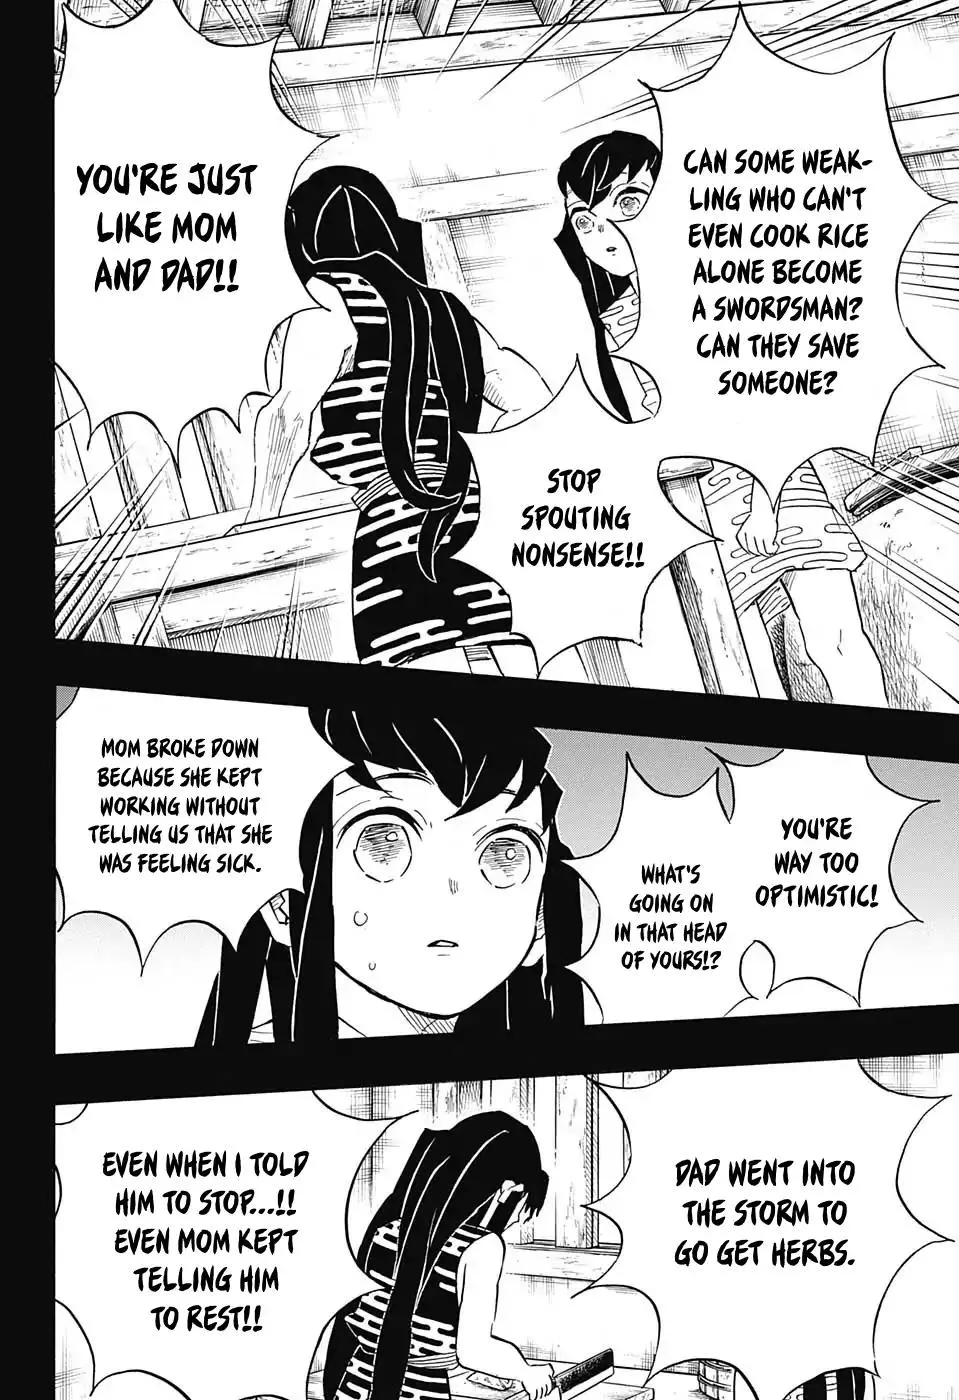 CAN SOME WEAK-
LING WHO CAN'T
EVEN COOK RICE
ALONE BECOME
A SWORDSMAN?
CAN THEY SAVE
SOMEONE?
STOP
SPOUTING
NONSENSE!!
YOU'RE JUST
LIKE MOM
AND DAD!!
YOU'RE
WAY TOO
OPTIMISTIC!
WHAT'S
GOING ON
IN THAT HEAD
OF YOURS!?
MOM BROKE DOWN
BECAUSE SHE KEPT
WORKING WITHOUT
TELLING US THAT SHE
WAS FEELING SICK.
DAD WENT INTO
THE STORM TO
GO GET HERBS.
EVEN WHEN I TOLD
HIM TO STOP...!!
EVEN MOM KEPT
TELLING HIM
TO REST!!